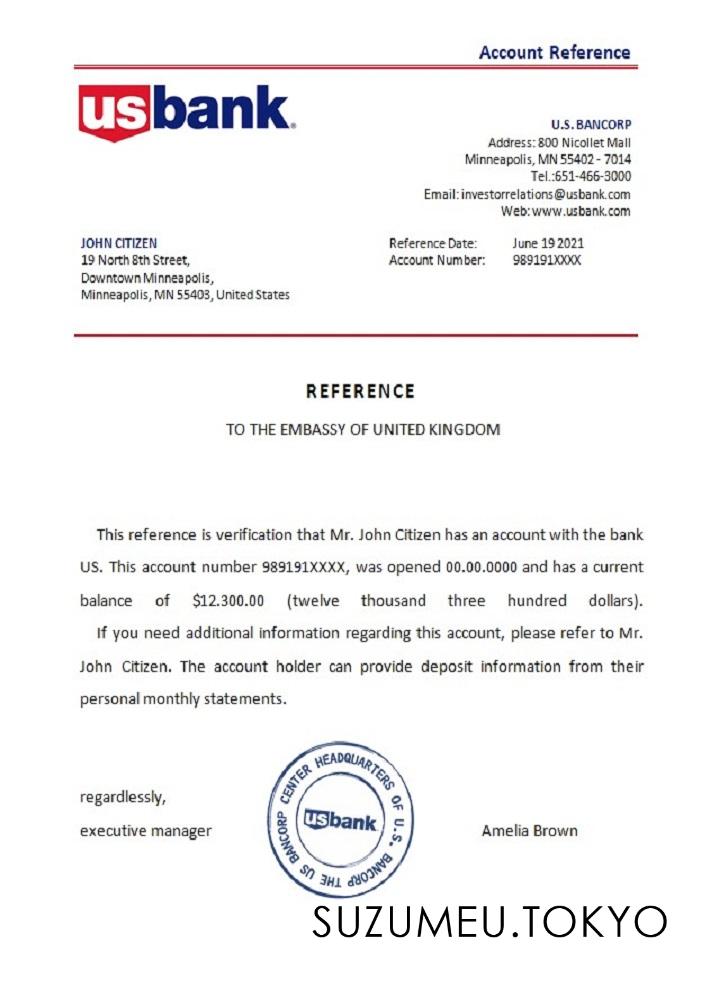 Account Reference
usbank.
U.S. BANCORP
Address: 800 Nicollet Mall
Minneapolis, MN 55402 - 7014
Tel.:651-466-3000
Email: investorrelations@usbank.com
Web: www.usbank.com
JOHN CITIZEN
19 North 8th Street,
Downtown Minneapolis,
Minneapolis, MN 55403, United States
Reference Date: June 19 2021
Account Number: 989191XXXX
REFERENCE
TO THE EMBASSY OF UNITED KINGDOM
This reference is verification that Mr. John Citizen has an account with the bank
US. This account number 989191XXXX, was opened 00.00.0000 and has a current
balance of $12.300.00 (twelve thousand three hundred dollars).
If you need additional information regarding this account, please refer to Mr.
John Citizen. The account holder can provide deposit information from their
personal monthly statements.
regardlessly,
executive manager
CENTER HEADQUARTERS OF U.S. BANCORP THE US BANCORP
usbank
Amelia Brown
SUZUMEU.TOKYO